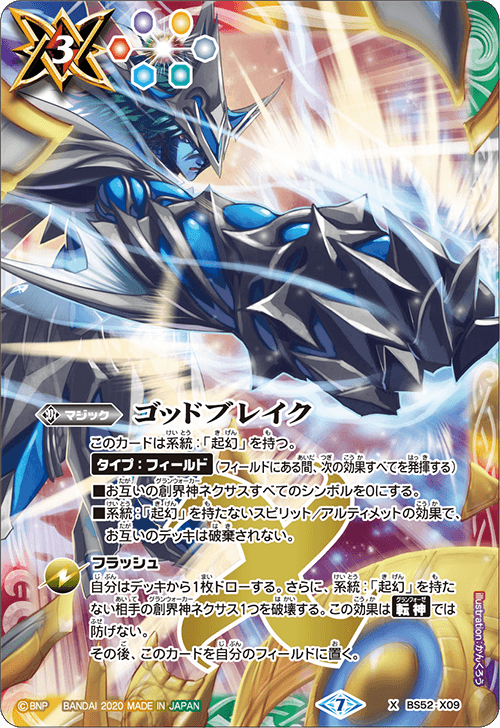 3
マジック ゴッドブレイク
このカードは系統:「起幻」を持つ。
タイプ:フィールド (フィールドにある間、次の効果すべてを発揮する)
■お互いの創界神ネクサスすべてのシンボルを0にする。
■系統:「起幻」を持たないスピリット/アルティメットの効果で、
お互いのデッキは破棄されない。
フラッシュ
自分はデッキから1枚ドローする。さらに、系統:「起幻」を持た
ない相手の創界神ネクサス1つを破壊する。この効果は転神では
防げない。
その後、このカードを自分のフィールドに置く。
illustration:かんくろう
©BNP BANDAI 2020 MADE IN JAPAN 7 X BS52-X09